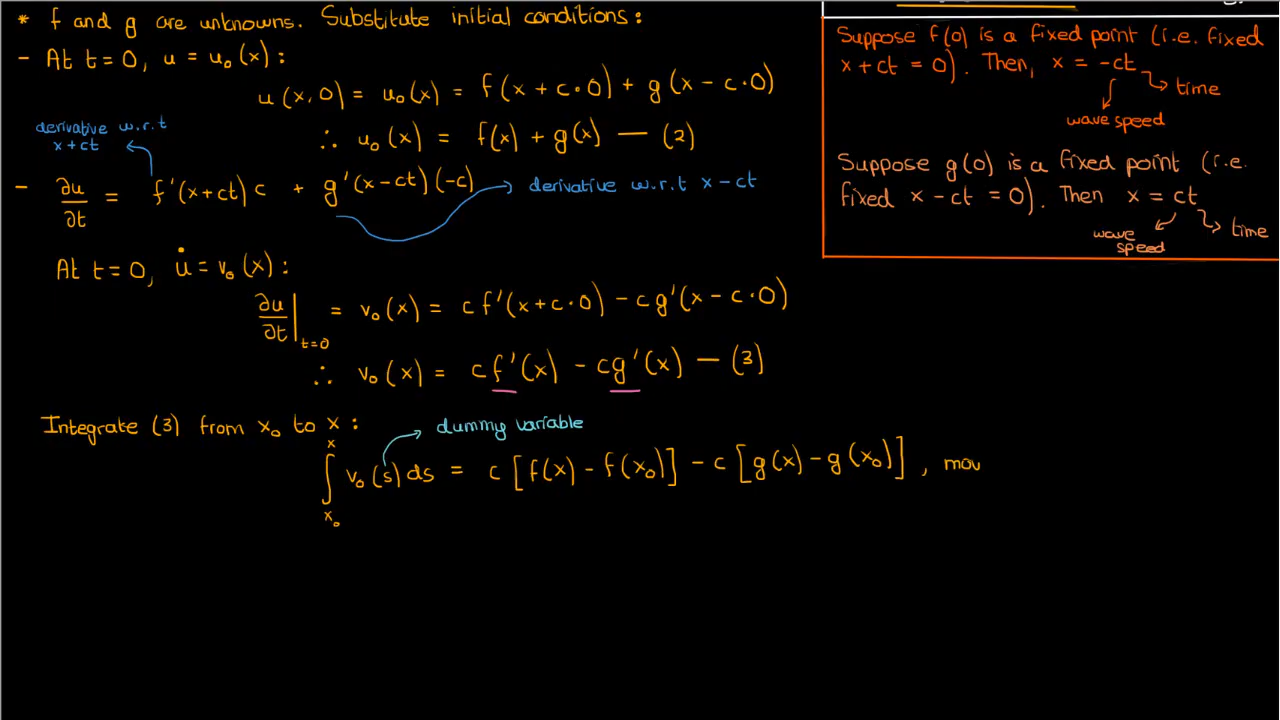 * f and g are unknowns. Substitute initial conditions:
- At t=0, u = u₀(x):
u(x,0) = u₀(x) = f(x+c·0) + g(x-c·0)
∴ u₀(x) = f(x) + g(x) — (2)
derivative w.r.t
x+ct
- ∂u/∂t = f'(x+ct)c + g'(x-ct)(-c)
derivative w.r.t x-ct
At t=0, u̇ = v₀(x):
∂u/∂t|t=0 = v₀(x) = cf'(x+c·0) - cg'(x-c·0)
∴ v₀(x) = cf'(x) - cg'(x) — (3)
Integrate (3) from x₀ to x:
dummy variable
∫ₓ₀ˣ v₀(s)ds = c[f(x) - f(x₀)] - c[g(x) - g(x₀)], mov
Suppose f(0) is a fixed point (i.e. fixed
x+ct = 0). Then, x = -ct
time
wave speed
Suppose g(0) is a fixed point (i.e.
fixed x-ct = 0). Then x = ct
wave
speed
time